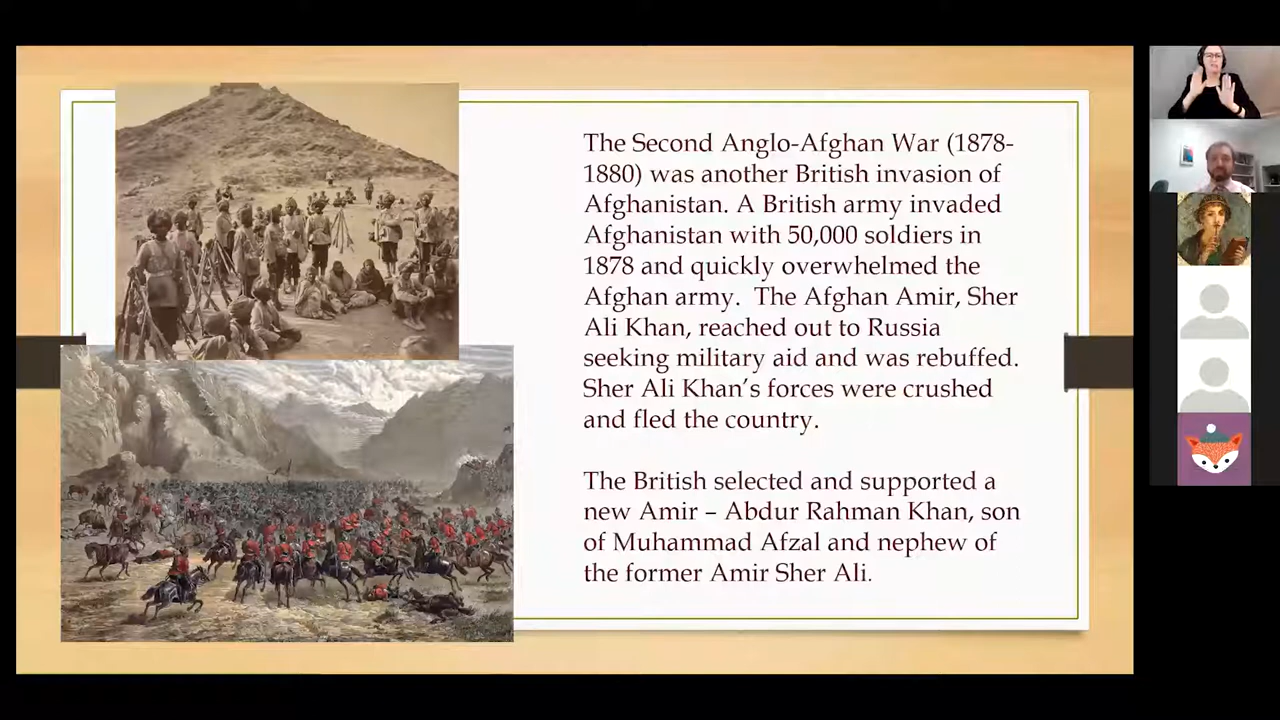 The Second Anglo-Afghan War (1878-
1880) was another British invasion of
Afghanistan. A British army invaded
Afghanistan with 50,000 soldiers in
1878 and quickly overwhelmed the
Afghan army.  The Afghan Amir, Sher
Ali Khan, reached out to Russia
seeking military aid and was rebuffed.
Sher Ali Khan’s forces were crushed
and fled the country.
The British selected and supported a
new Amir – Abdur Rahman Khan, son
of Muhammad Afzal and nephew of
the former Amir Sher Ali.